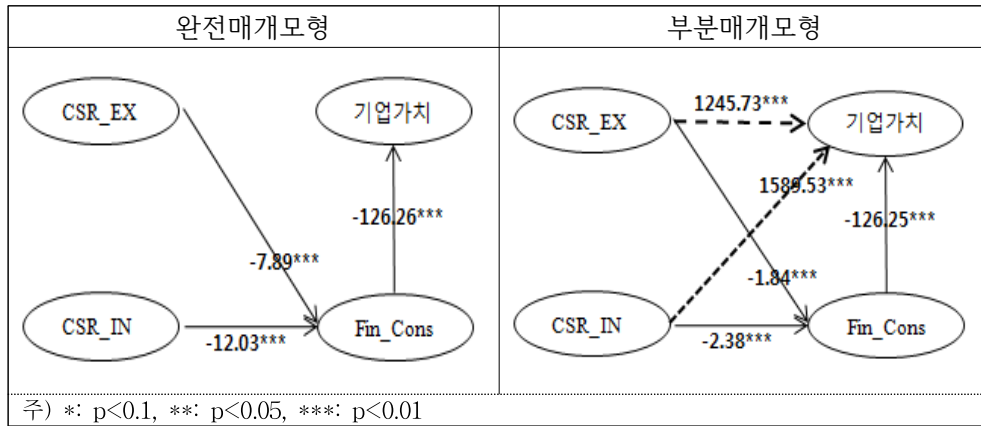 완전매개모형
부분매개모형
CSR_EX
기업가치
-126.26***
-7.89***
CSR_IN
-12.03***
Fin_Cons
CSR_EX
1245.73***
기업가치
1589.53***
-126.25***
-1.84***
CSR_IN
-2.38***
Fin_Cons
주) *: p<0.1, **: p<0.05, ***: p<0.01